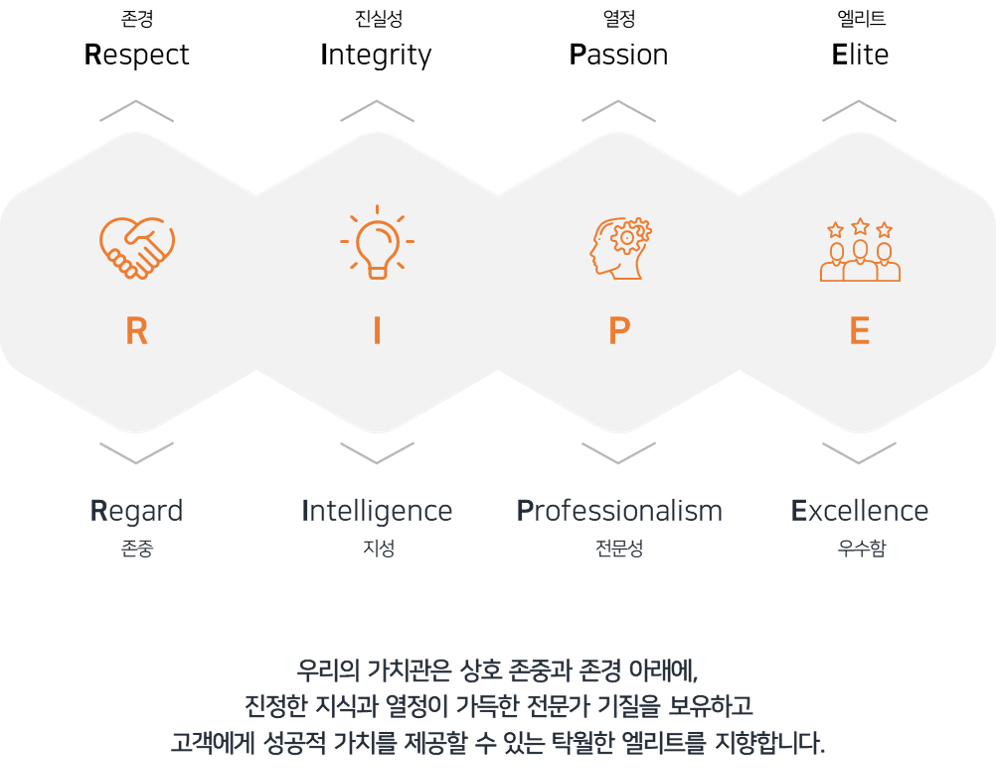 존경 진실성 열정 엘리트
Respect Integrity Passion Elite
R I P E
Regard Intelligence Professionalism Excellence
존중 지성 전문성 우수함
우리의 가치관은 상호 존중과 존경 아래에,
진정한 지식과 열정이 가득한 전문가 기질을 보유하고
고객에게 성공적 가치를 제공할 수 있는 탁월한 엘리트를 지향합니다.